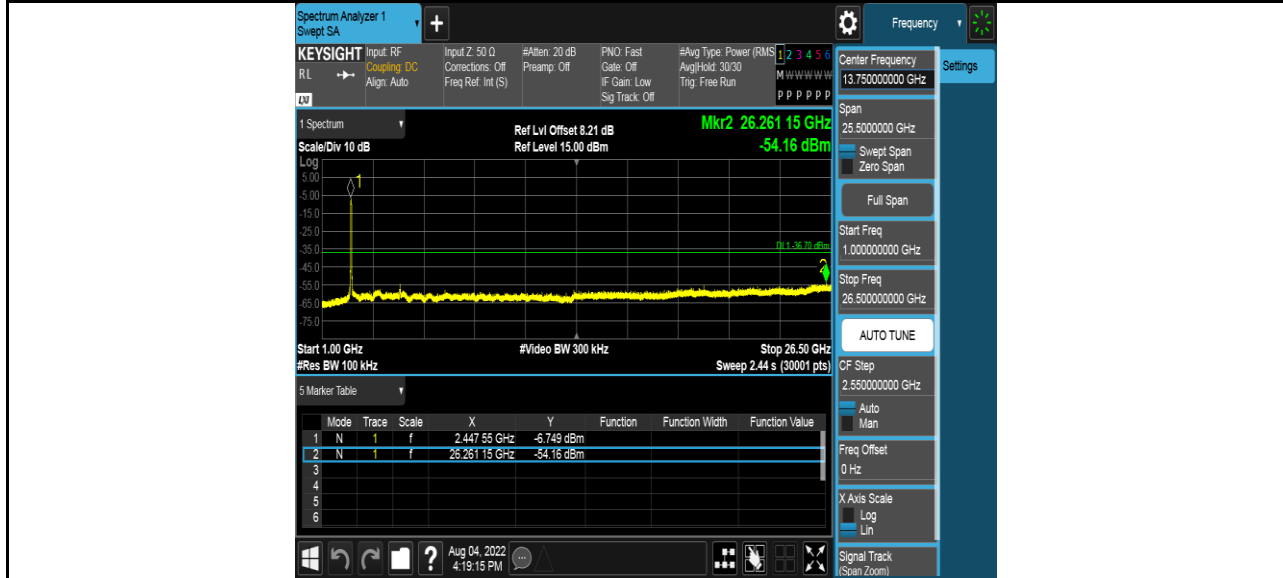 Spectrum Analyzer 1
Swept SA
+
Frequency
KEYSIGHT Input: RF Input Z: 50 Ω #Atten: 20 dB PNO: Fast #Avg Type: Power (RMS 1 2 3 4 5 6
RL Coupling: DC Corrections: Off Preamp: Off Gate: Off Avg|Hold: 30/30 M W W W W W
Align: Auto Freq Ref: Int (S) IF Gain: Low Trig: Free Run
LXI Sig Track: Off P P P P P P
1 Spectrum
Ref Lvl Offset 8.21 dB
Mkr2 26.261 15 GHz
Scale/Div 10 dB Ref Level 15.00 dBm -54.16 dBm
Log
5.00
1
-5.00
-15.0
-25.0
-35.0
DL1 -36.70 dBm
-45.0
2
-55.0
-65.0
-75.0
Start 1.00 GHz #Video BW 300 kHz Stop 26.50 GHz
#Res BW 100 kHz Sweep 2.44 s (30001 pts)
5 Marker Table
Mode Trace Scale X Y Function Function Width Function Value
1 N 1 f 2.447 55 GHz -6.749 dBm
2 N 1 f 26.261 15 GHz -54.16 dBm
3
4
5
6
? Aug 04, 2022
4:19:15 PM
Center Frequency
13.750000000 GHz
Settings
Span
25.5000000 GHz
Swept Span
Zero Span
Full Span
Start Freq
1.000000000 GHz
Stop Freq
26.500000000 GHz
AUTO TUNE
CF Step
2.550000000 GHz
Auto
Man
Freq Offset
0 Hz
X Axis Scale
Log
Lin
Signal Track
(Span Zoom)